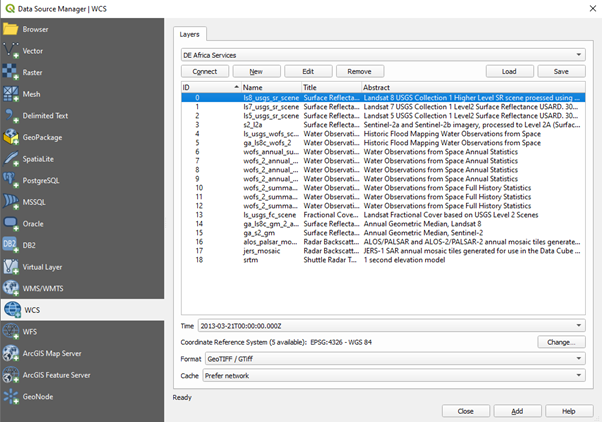 Data Source Manager | WCS
Browser
Vector
Raster
Mesh
Delimited Text
GeoPackage
SpatiaLite
PostgreSQL
MSSQL
Oracle
DB2
Virtual Layer
WMS/WMTS
WCS
WFS
ArcGIS Map Server
ArcGIS Feature Server
GeoNode
Layers
DE Africa Services
Connect New Edit Remove Load Save
ID Name Title Abstract
0 ls8_usgs_sr_scene Surface Reflecta... Landsat 8 USGS Collection 1 Higher Level SR scene proessed using ...
1 ls7_usgs_sr_scene Surface Reflecta... Landsat 7 USGS Collection 1 Level2 Surface Reflectance USARD. 30...
2 ls5_usgs_sr_scene Surface Reflecta... Landsat 5 USGS Collection 1 Level2 Surface Reflectance USARD. 30...
3 s2_l2a Surface Reflecta... Sentinel-2a and Sentinel-2b imagery, processed to Level 2A (Surfac...
4 ls_usgs_wofs_sc... Water Observati... Historic Flood Mapping Water Observations from Space
5 ga_ls8c_wofs_2 Water Observati... Historic Flood Mapping Water Observations from Space
6 wofs_annual_su... Water Observati... Water Observations from Space Annual Statistics
7 wofs_2_annual_... Water Observati... Water Observations from Space Annual Statistics
8 wofs_2_annual_... Water Observati... Water Observations from Space Annual Statistics
9 wofs_2_annual_... Water Observati... Water Observations from Space Annual Statistics
10 wofs_2_summa... Water Observati... Water Observations from Space Full History Statistics
11 wofs_2_summa... Water Observati... Water Observations from Space Full History Statistics
12 wofs_2_summa... Water Observati... Water Observations from Space Full History Statistics
13 ls_usgs_fc_scene Fractional Cove... Landsat Fractional Cover based on USGS Level 2 Scenes
14 ga_ls8c_gm_2_a... Surface Reflecta... Annual Geometric Median, Landsat 8
15 ga_s2_gm Surface Reflecta... Annual Geometric Median, Sentinel-2
16 alos_palsar_mo... Radar Backscatt... ALOS/PALSAR and ALOS-2/PALSAR-2 annual mosaic tiles generate...
17 jers_mosaic Radar Backscatt... JERS-1 SAR annual mosaic tiles generated for use in the Data Cube ...
18 srtm Shuttle Radar T... 1 second elevation model
Time 2013-03-21T00:00:00.000Z
Coordinate Reference System (5 available): EPSG:4326 - WGS 84 Change...
Format GeoTIFF / GTiff
Cache Prefer network
Ready
Close Add Help